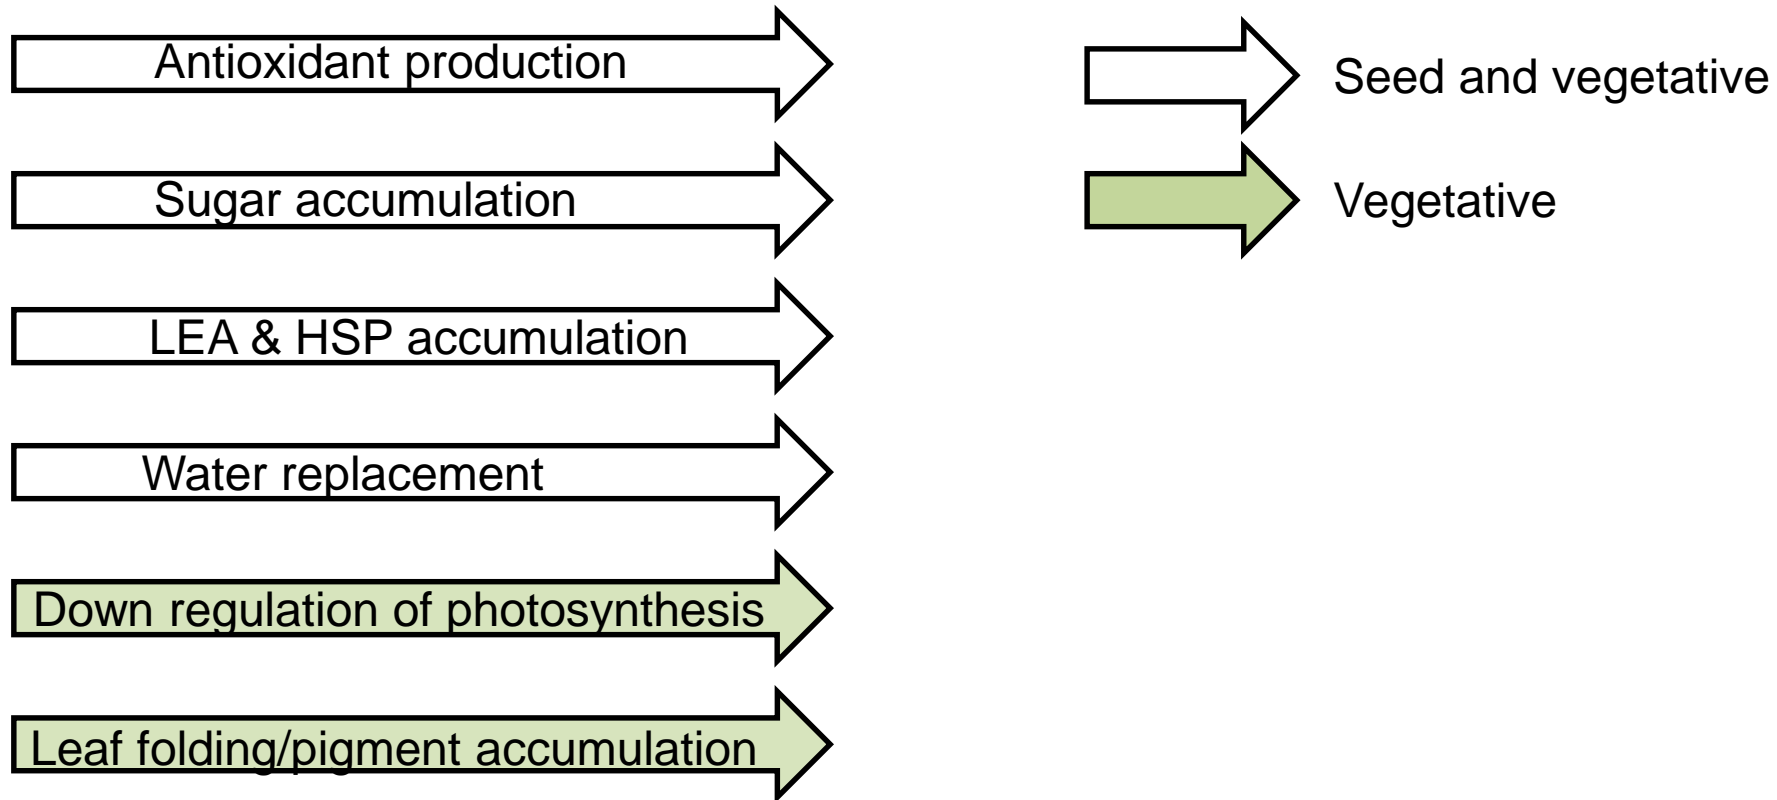 Antioxidant production
Sugar accumulation
LEA & HSP accumulation
Water replacement
Down regulation of photosynthesis
Leaf folding/pigment accumulation
Seed and vegetative
Vegetative